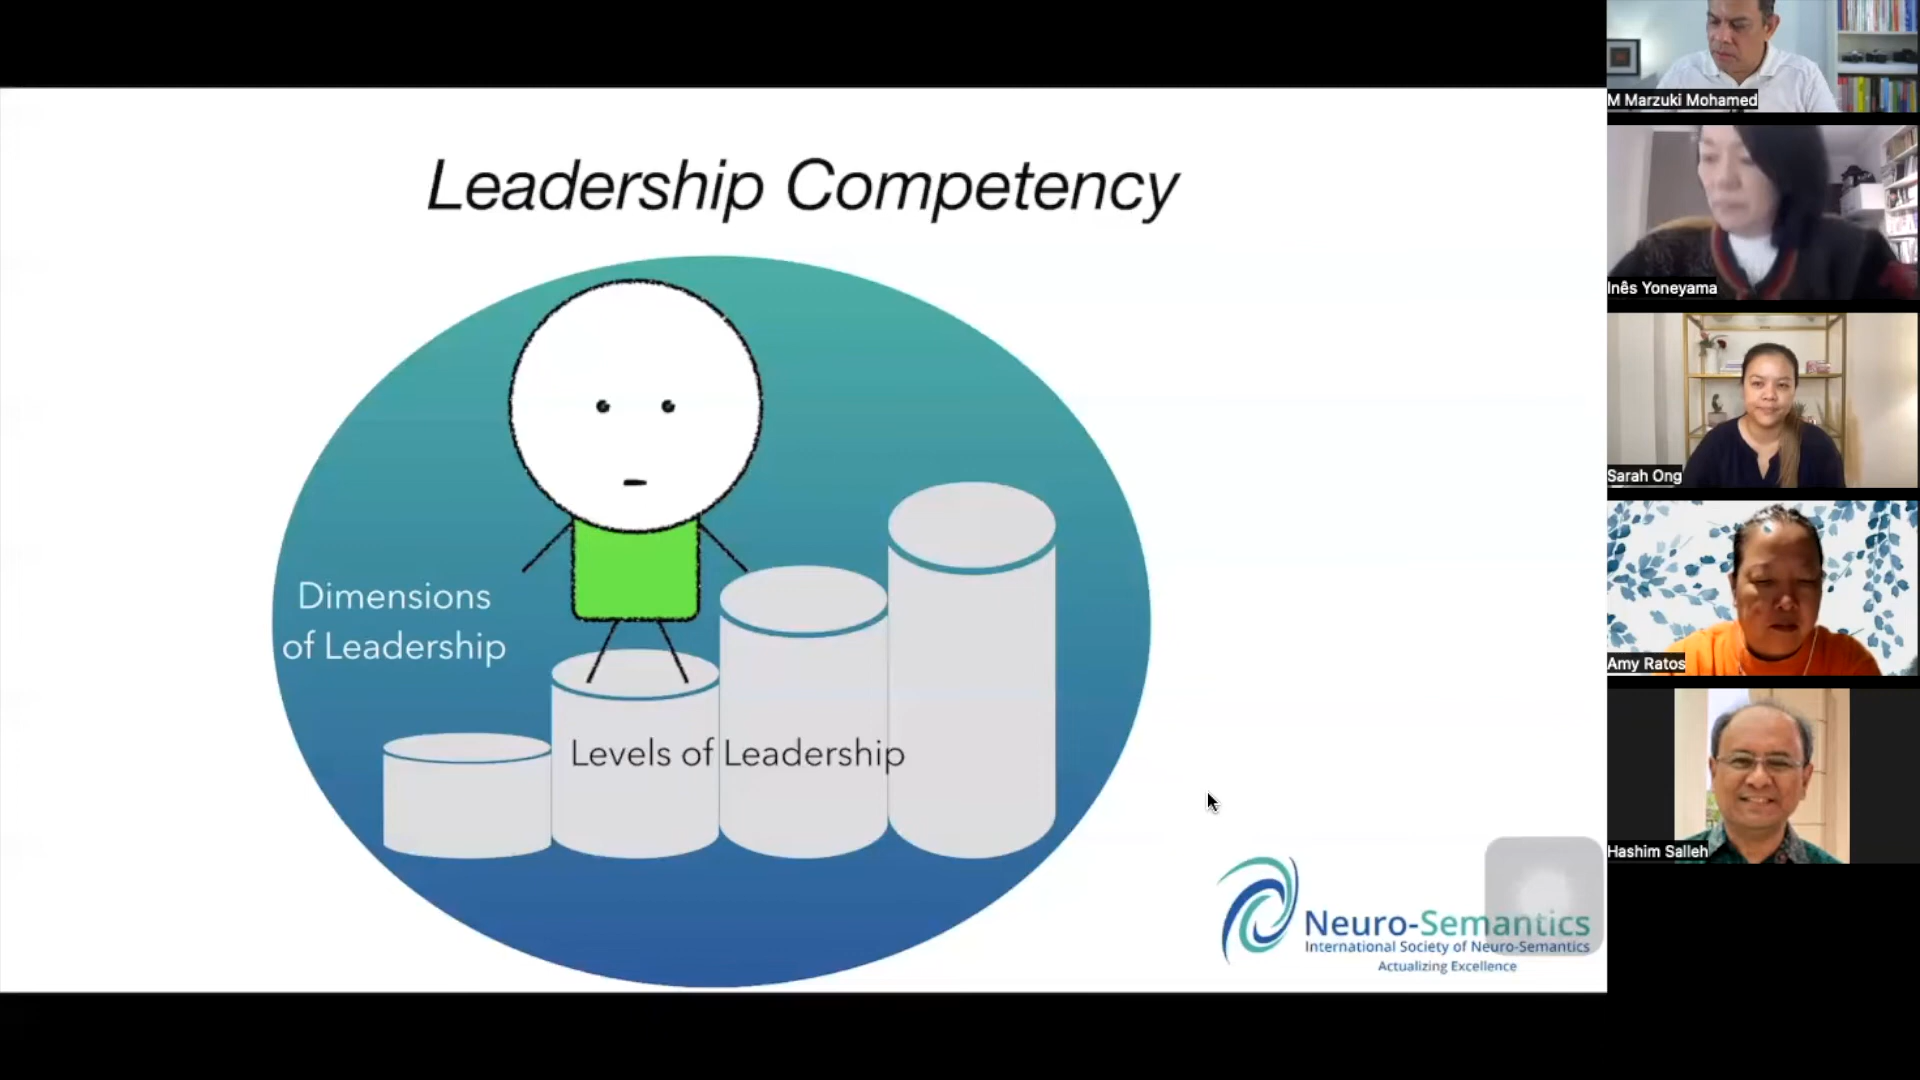 Leadership Competency
Dimensions
of Leadership
Levels of Leadership
Neuro-Semantics
International Society of Neuro-Semantics
Actualizing Excellence
M Marzuki Mohamed
Inês Yoneyama
Sarah Ong
Amy Ratos
Hashim Salleh